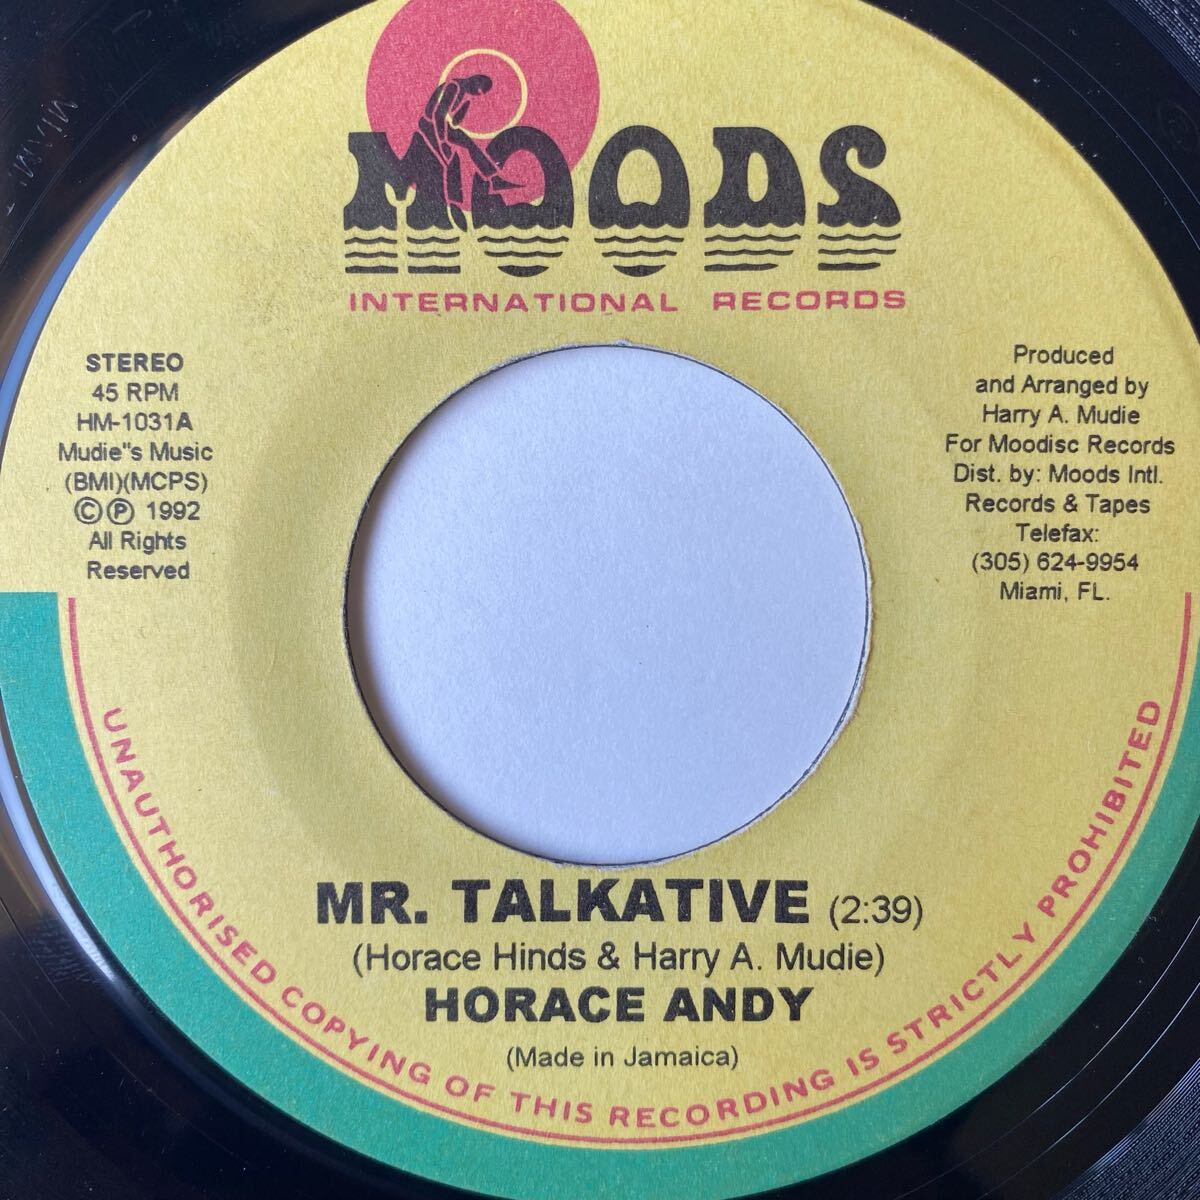 MOODS
INTERNATIONAL RECORDS
STEREO
45 RPM
HM-1031A
Mudie"s Music
(BMI)(MCPS)
©℗ 1992
All Rights
Reserved
Produced
and Arranged by
Harry A. Mudie
For Moodisc Records
Dist. by: Moods Intl.
Records & Tapes
Telefax:
(305) 624-9954
Miami, FL.
MR. TALKATIVE (2:39)
(Horace Hinds & Harry A. Mudie)
HORACE ANDY
(Made in Jamaica)
UNAUTHORISED COPYING OF THIS RECORDING IS STRICTLY PROHIBITED